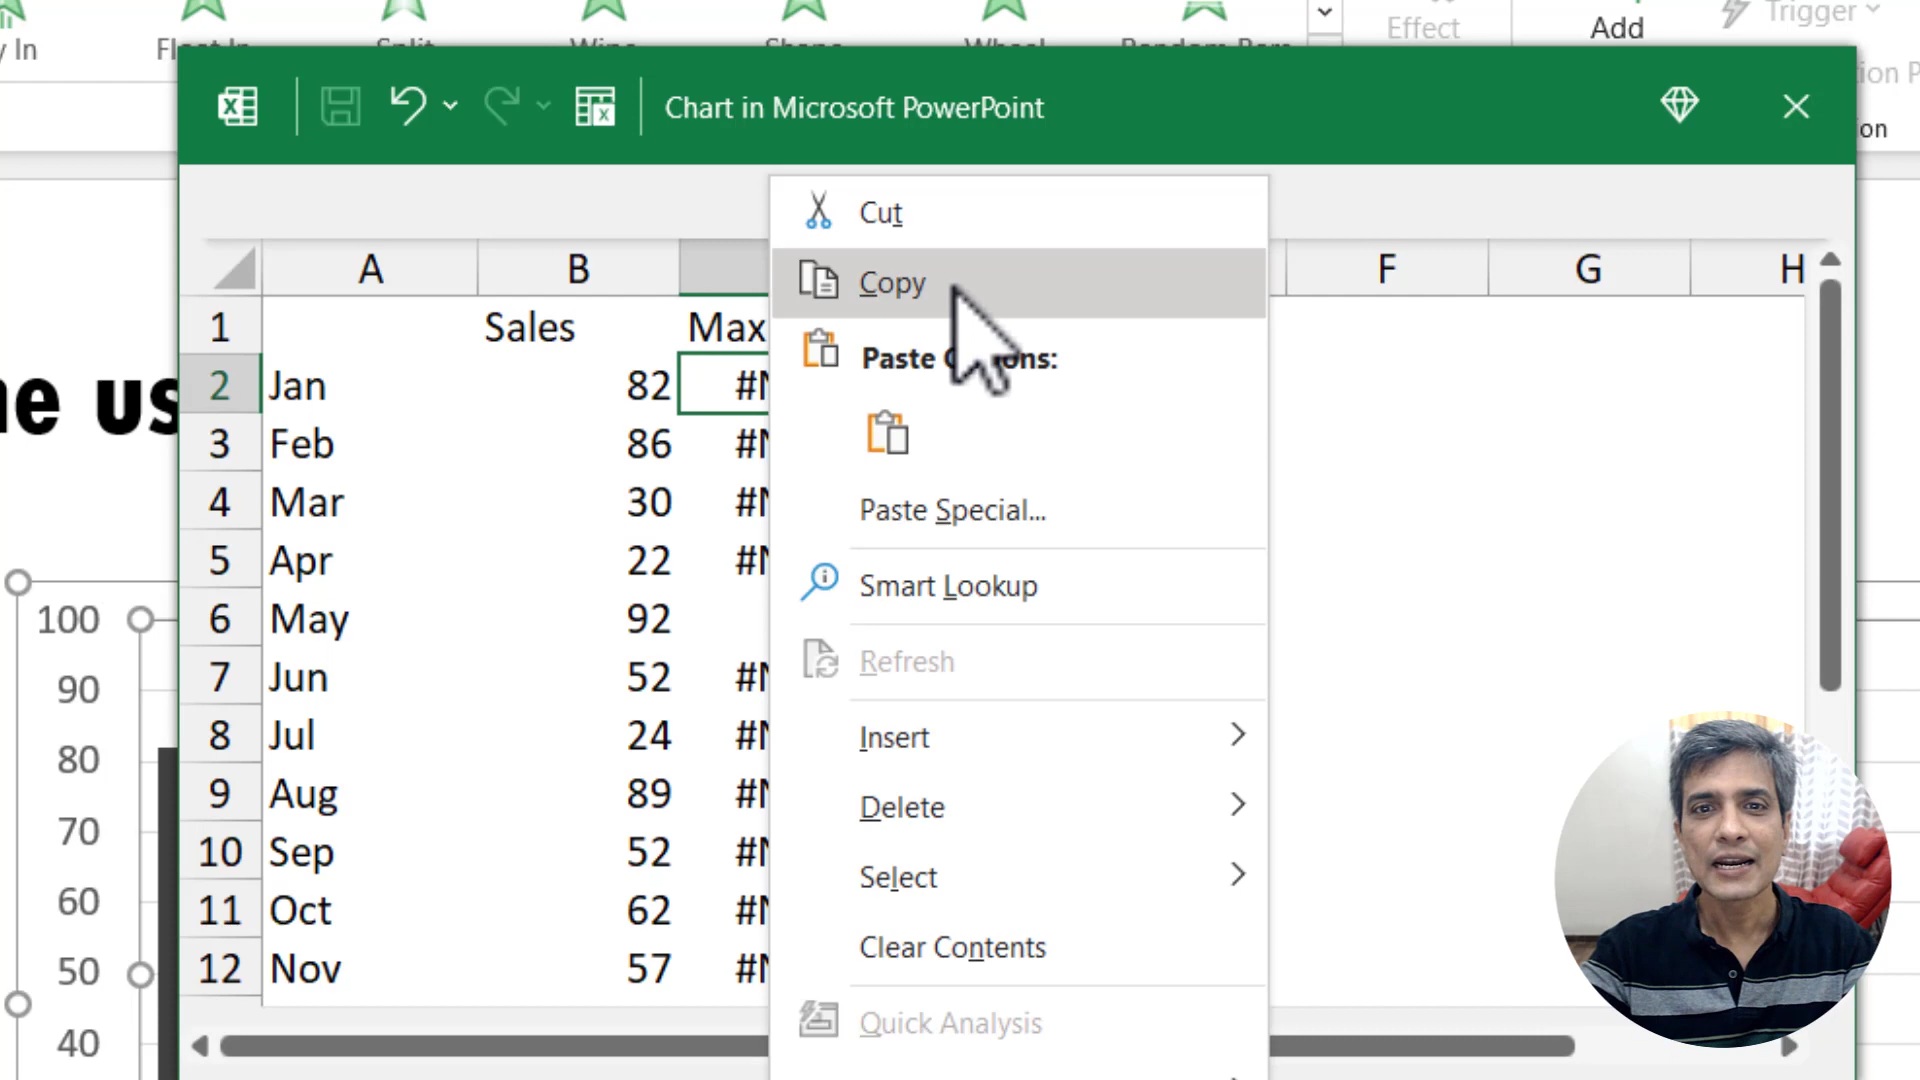 y In
Effect
Add
Trigger
ion P
Chart in Microsoft PowerPoint
on
Cut
Copy
Paste
ons:
Paste Special...
Smart Lookup
Refresh
Insert
Delete
Select
Clear Contents
Quick Analysis
A B F G H
1 Sales Max
2 Jan 82 #N
3 Feb 86 #N
4 Mar 30 #N
5 Apr 22 #N
6 May 92
7 Jun 52 #N
8 Jul 24 #N
9 Aug 89 #N
10 Sep 52 #N
11 Oct 62 #N
12 Nov 57 #N
ne us
100
90
80
70
60
50
40